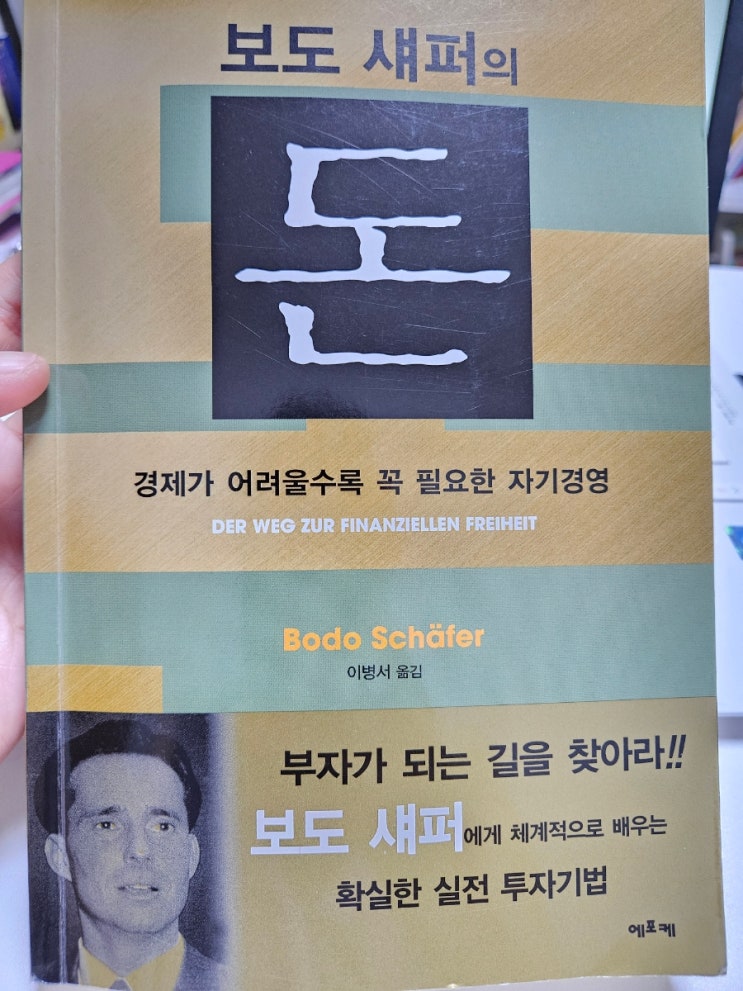 보도 섀퍼의
돈
경제가 어려울수록 꼭 필요한 자기경영
DER WEG ZUR FINANZIELLEN FREIHEIT
Bodo Schäfer
이병서 옮김
부자가 되는 길을 찾아라!!
보도 섀퍼에게 체계적으로 배우는
확실한 실전 투자기법
에포케